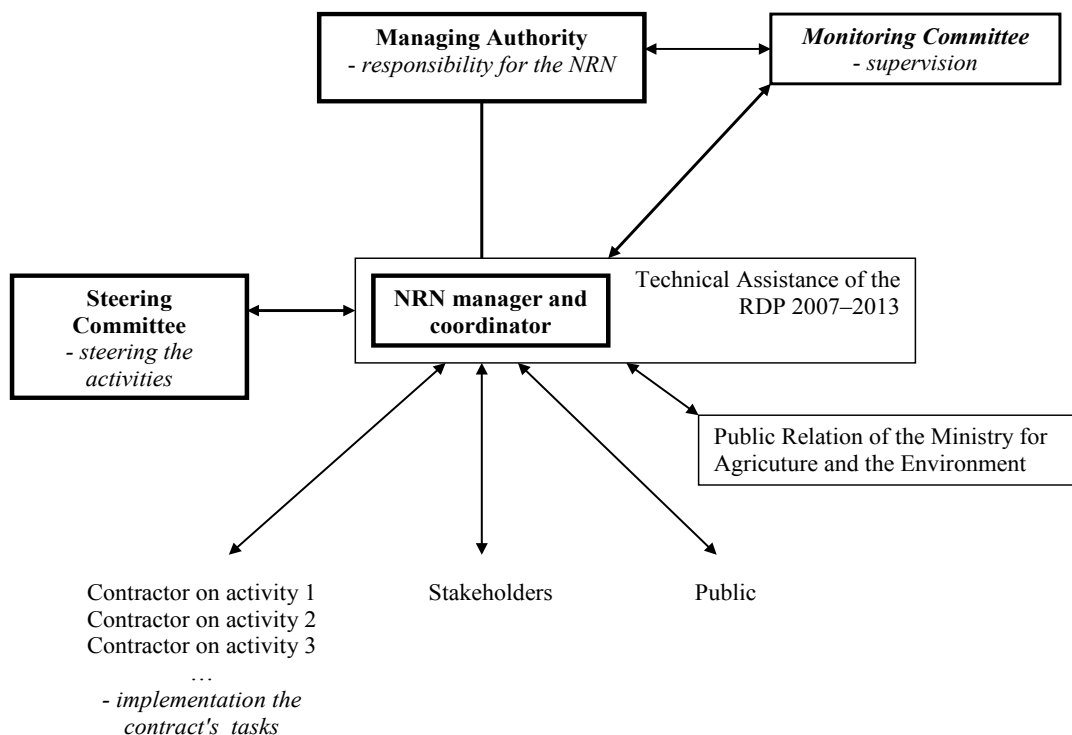 Managing Authority
- responsibility for the NRN
Monitoring Committee
- supervision
Steering
Committee
- steering the
activities
NRN manager and
coordinator
Technical Assistance of the
RDP 2007–2013
Public Relation of the Ministry for
Agricuture and the Environment
Contractor on activity 1
Contractor on activity 2
Contractor on activity 3
…
- implementation the
contract's tasks
Stakeholders
Public